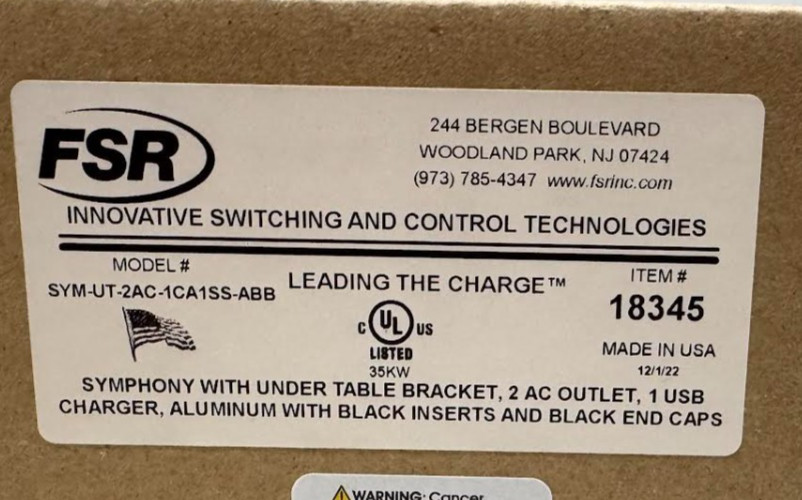 FSR
244 BERGEN BOULEVARD
WOODLAND PARK, NJ 07424
(973) 785-4347 www.fsrinc.com
INNOVATIVE SWITCHING AND CONTROL TECHNOLOGIES
MODEL #
SYM-UT-2AC-1CA1SS-ABB
LEADING THE CHARGE™
C UL US
LISTED
35KW
ITEM #
18345
MADE IN USA
12/1/22
SYMPHONY WITH UNDER TABLE BRACKET, 2 AC OUTLET, 1 USB
CHARGER, ALUMINUM WITH BLACK INSERTS AND BLACK END CAPS
WARNING: Cancer